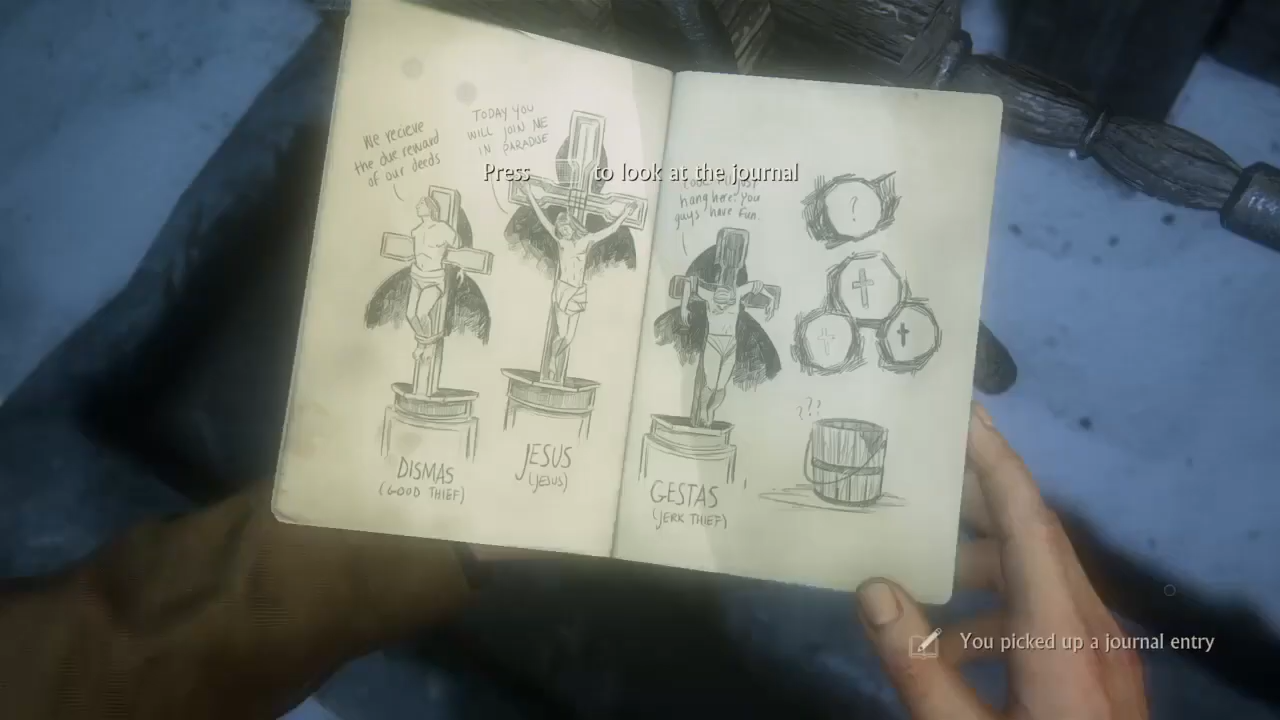 We recieve
the due reward
of our deeds
TODAY YOU
WILL JOIN ME
IN PARADISE
Press to look at the journal
hang here. You
guys have fun.
?
???
DISMAS
(GOOD THIEF)
JESUS
(JESUS)
GESTAS
(JERK THIEF)
You picked up a journal entry